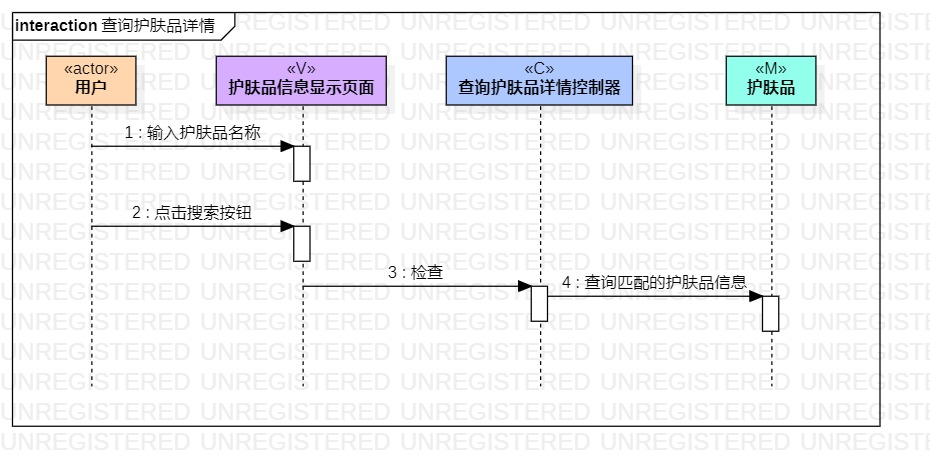 interaction 查询护肤品详情
«actor»
用户
«V»
护肤品信息显示页面
«C»
查询护肤品详情控制器
«M»
护肤品
1 : 输入护肤品名称
2 : 点击搜索按钮
3 : 检查
4 : 查询匹配的护肤品信息
UNREGISTERED UNREGISTERED UNREGISTERED UNREGISTERED UNREGISTERED